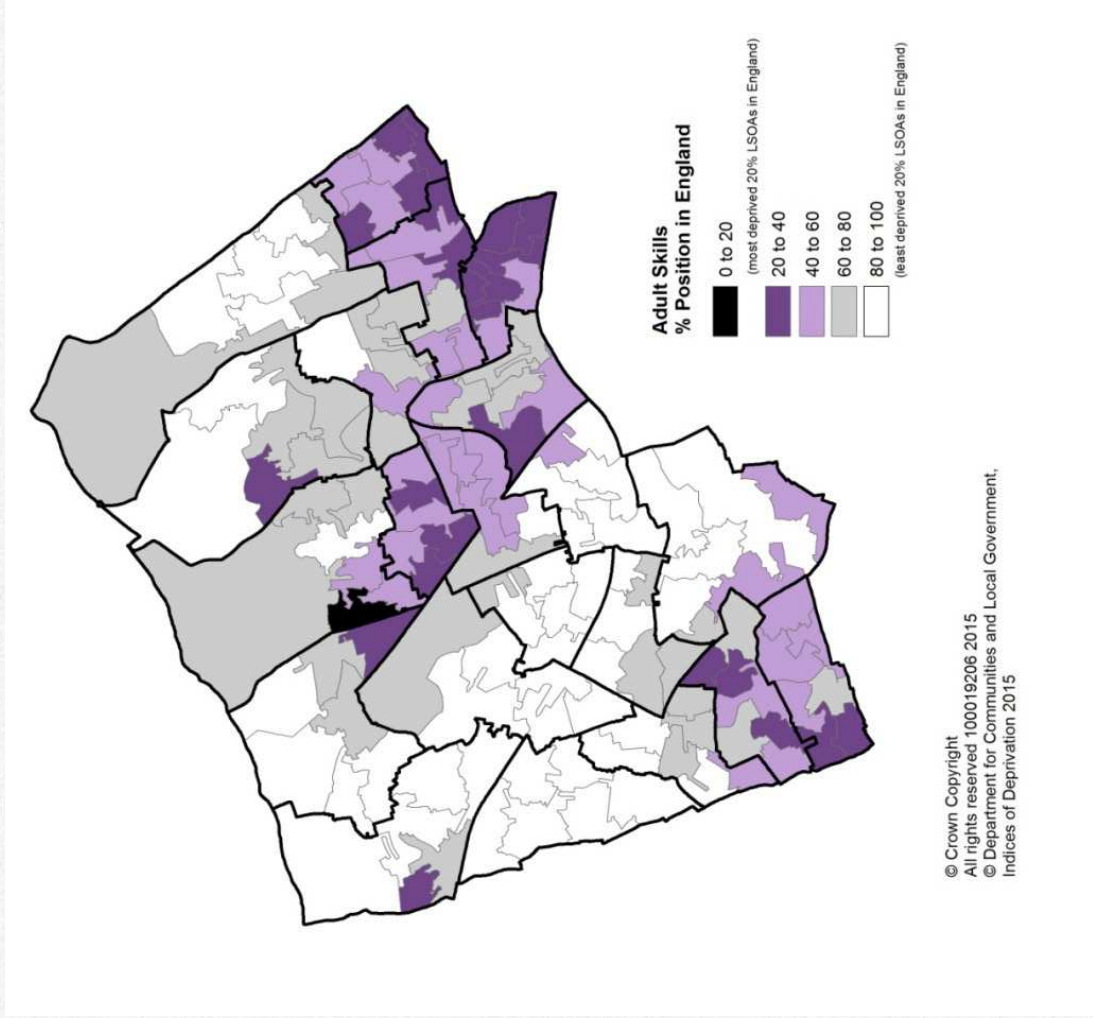 Adult Skills
% Position in England
0 to 20
(most deprived 20% LSOAs in England)
20 to 40
40 to 60
60 to 80
80 to 100
(least deprived 20% LSOAs in England)
© Crown Copyright
All rights reserved 100019206 2015
© Department for Communities and Local Government,
Indices of Deprivation 2015